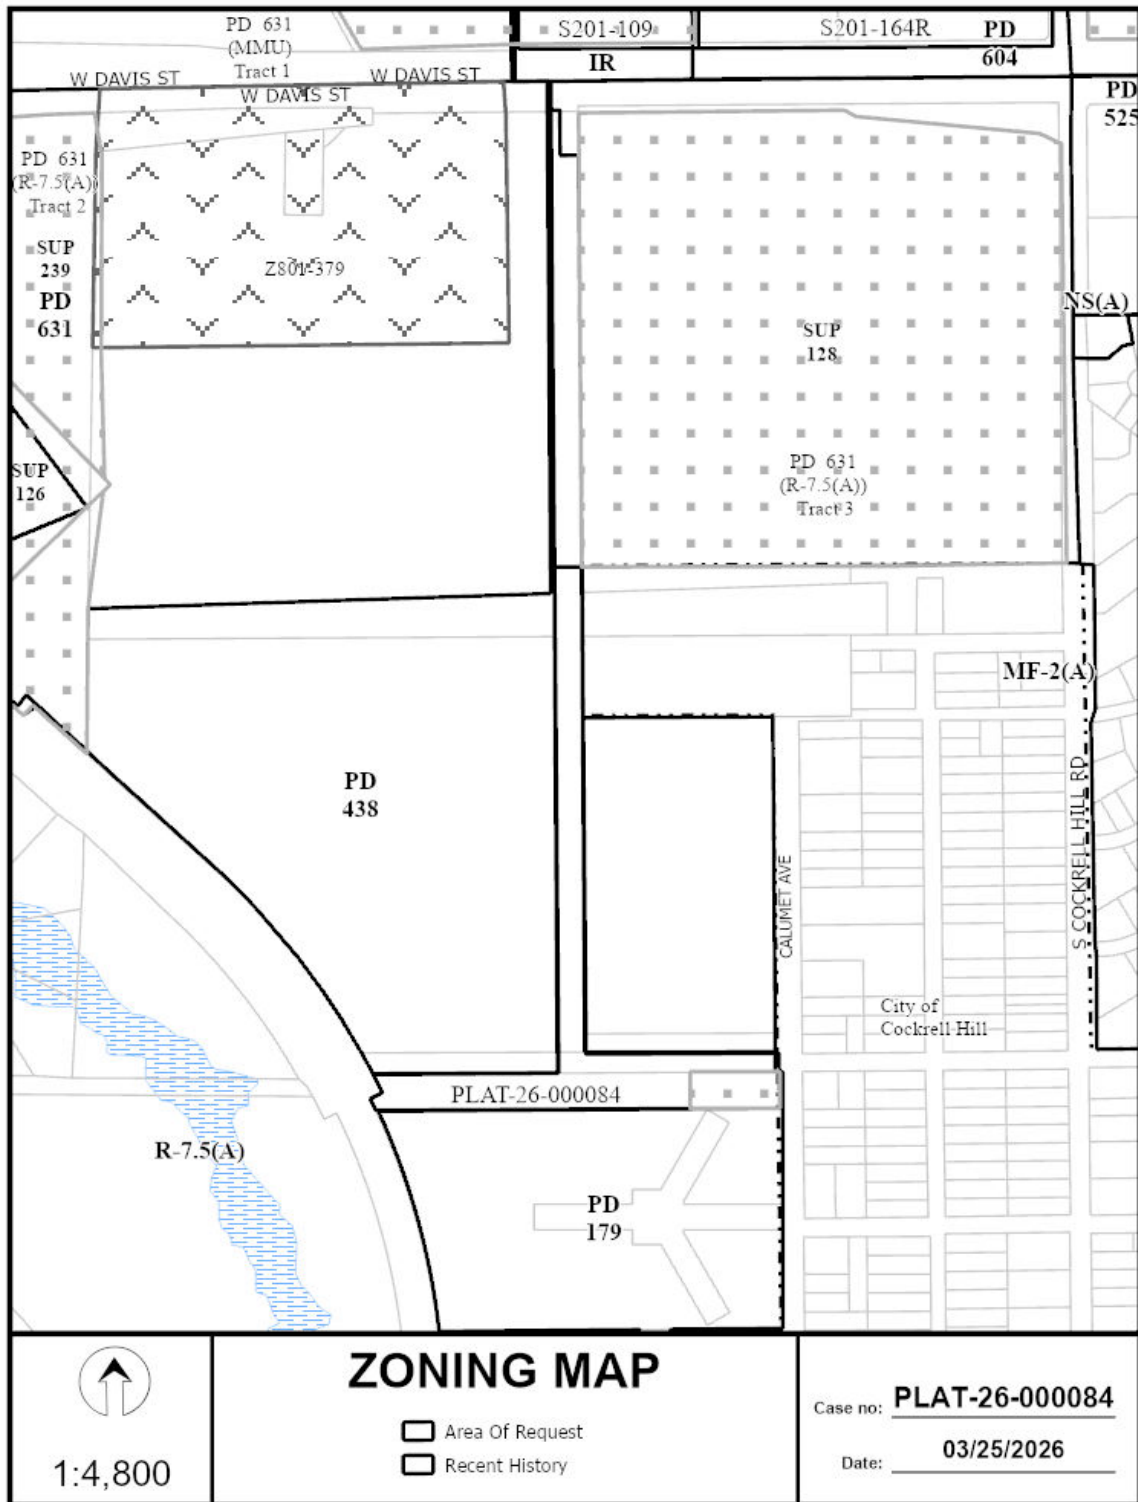 PD 631
(MMU)
Tract 1
S201-109
S201-164R
PD
604
IR
W DAVIS ST
W DAVIS ST
W DAVIS ST
PD
525
PD 631
(R-7.5(A)
Tract 2
SUP
239
PD
631
Z801-379
NS(A)
SUP
128
PD 631
(R-7.5(A))
Tract 3
SUP
126
MF-2(A)
PD
438
S COCKRELL HILL RD
CALUMET AVE
City of
Cockrell Hill
PLAT-26-000084
R-7.5(A)
PD
179
1:4,800
ZONING MAP
Area Of Request
Recent History
Case no: PLAT-26-000084
Date: 03/25/2026